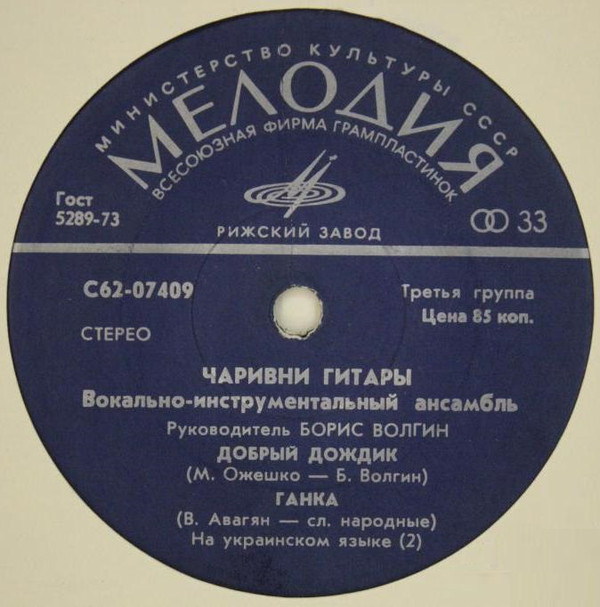 МИНИСТЕРСТВО КУЛЬТУРЫ СССР
МЕЛОДИЯ
ВСЕСОЮЗНАЯ ФИРМА ГРАМПЛАСТИНОК
Гост
5289-73
33
РИЖСКИЙ ЗАВОД
С62-07409
Третья группа
Цена 85 коп.
СТЕРЕО
ЧАРИВНИ ГИТАРЫ
Вокально-инструментальный ансамбль
Руководитель БОРИС ВОЛГИН
ДОБРЫЙ ДОЖДИК
(М. Ожешко — Б. Волгин)
ГАНКА
(В. Авагян — сл. народные)
На украинском языке (2)